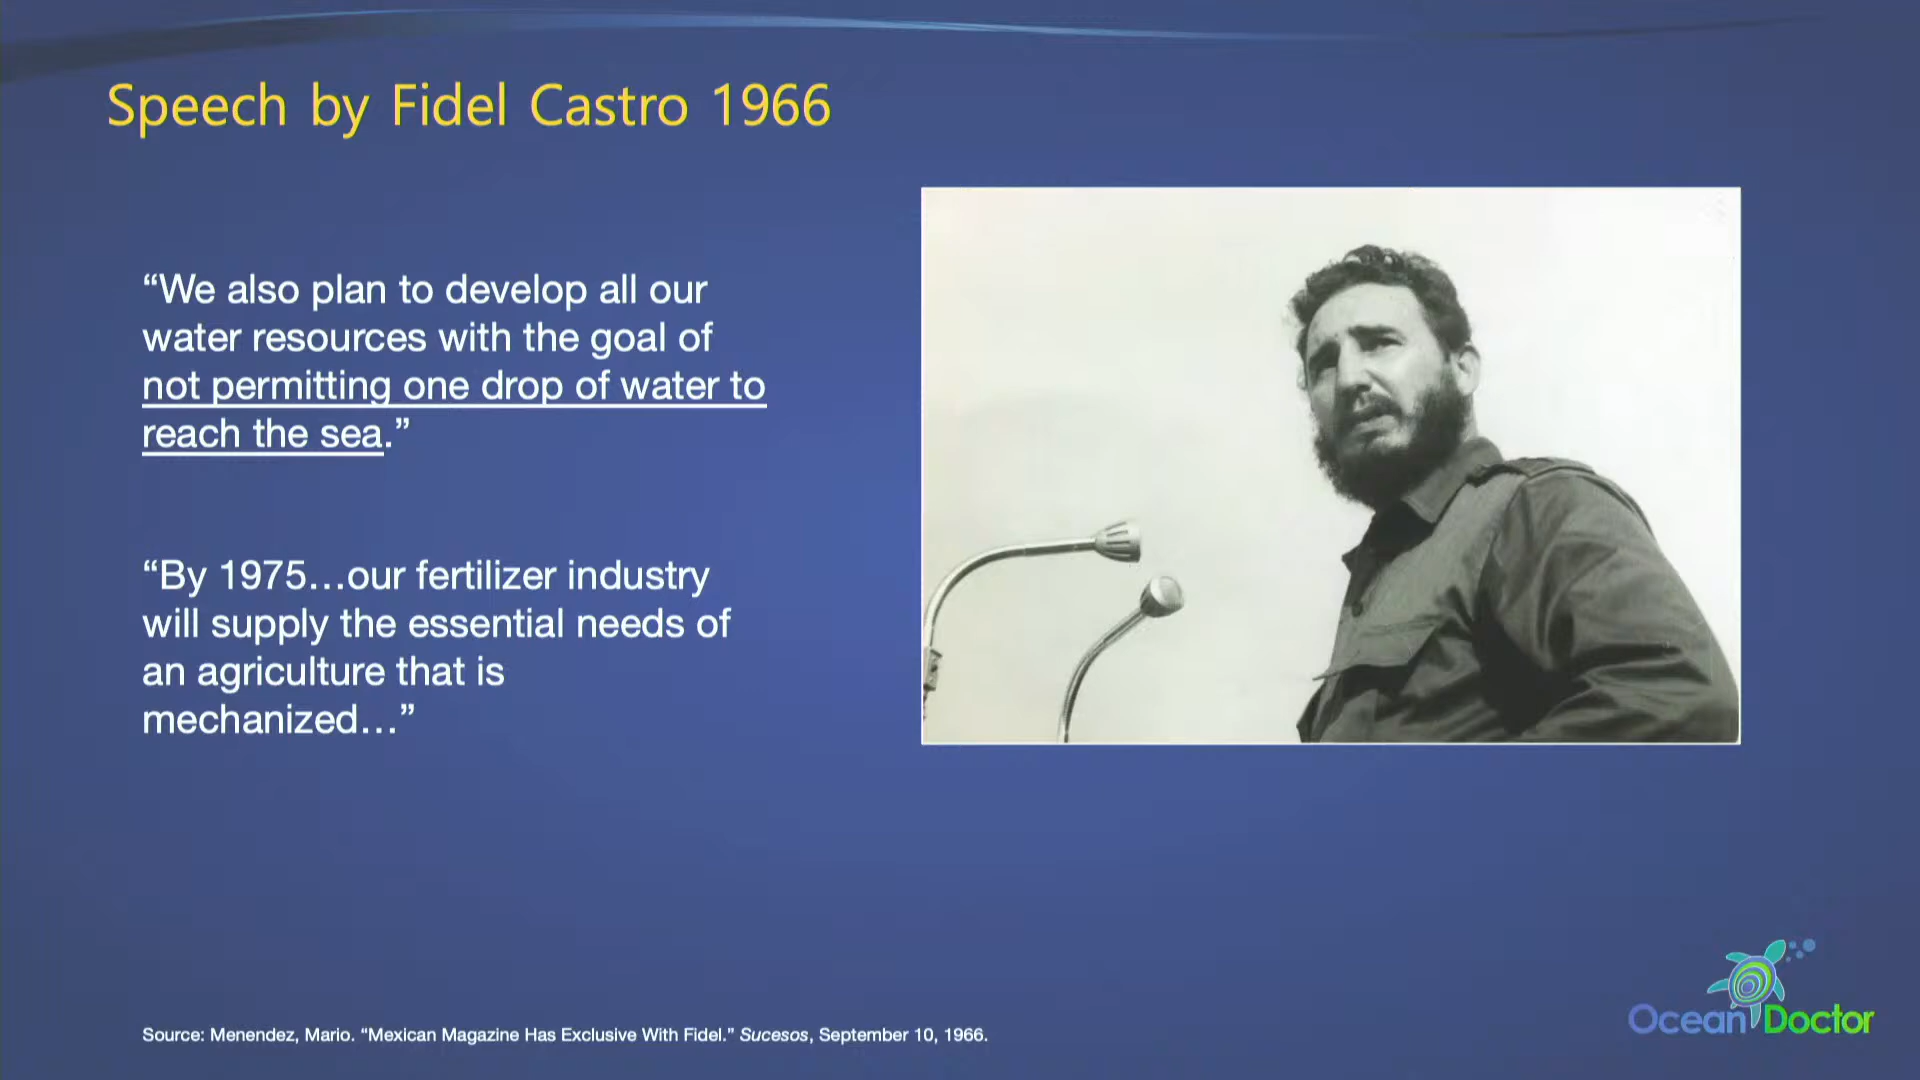 Speech by Fidel Castro 1966
“We also plan to develop all our
water resources with the goal of
not permitting one drop of water to
reach the sea.”
“By 1975…our fertilizer industry
will supply the essential needs of
an agriculture that is
mechanized…”
Source: Menendez, Mario. “Mexican Magazine Has Exclusive With Fidel.” Sucesos, September 10, 1966.
OceanDoctor